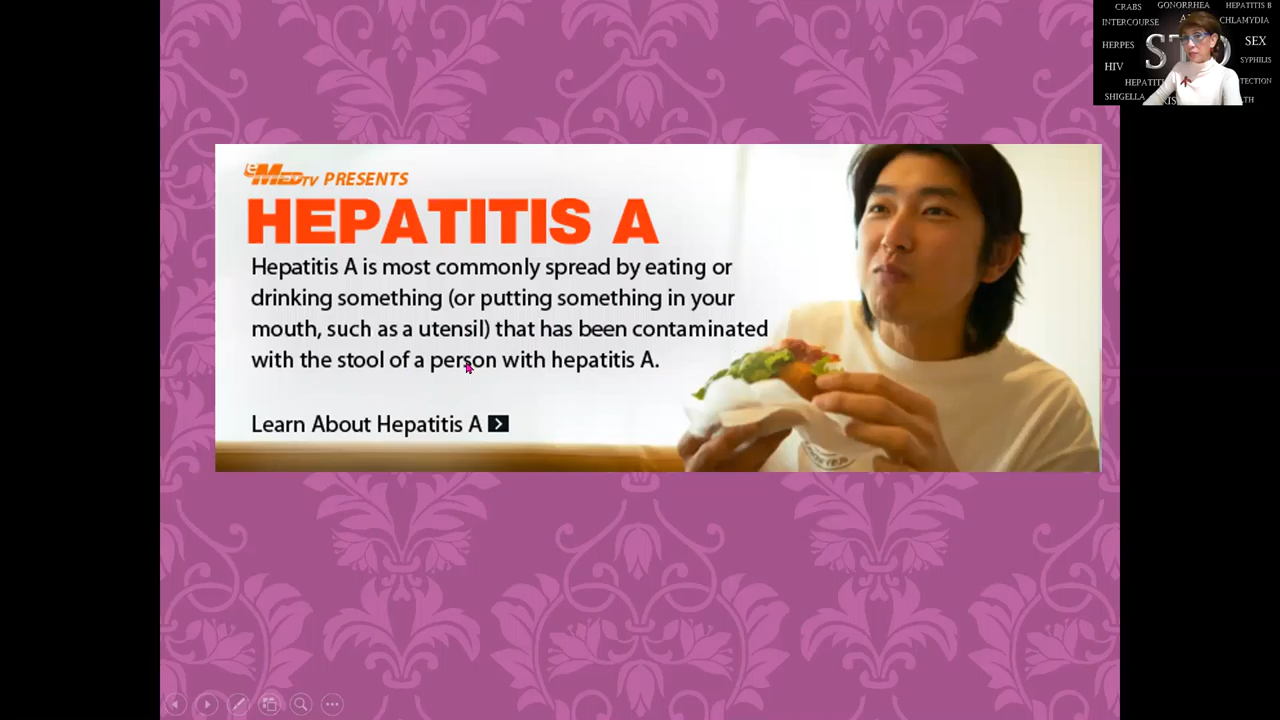 eMedTV PRESENTS
HEPATITIS A
Hepatitis A is most commonly spread by eating or
drinking something (or putting something in your
mouth, such as a utensil) that has been contaminated
with the stool of a person with hepatitis A.
Learn About Hepatitis A
CRABS GONORRHEA HEPATITIS B
INTERCOURSE CHLAMYDIA
HERPES SEX
HIV SYPHILIS
SHIGELLA